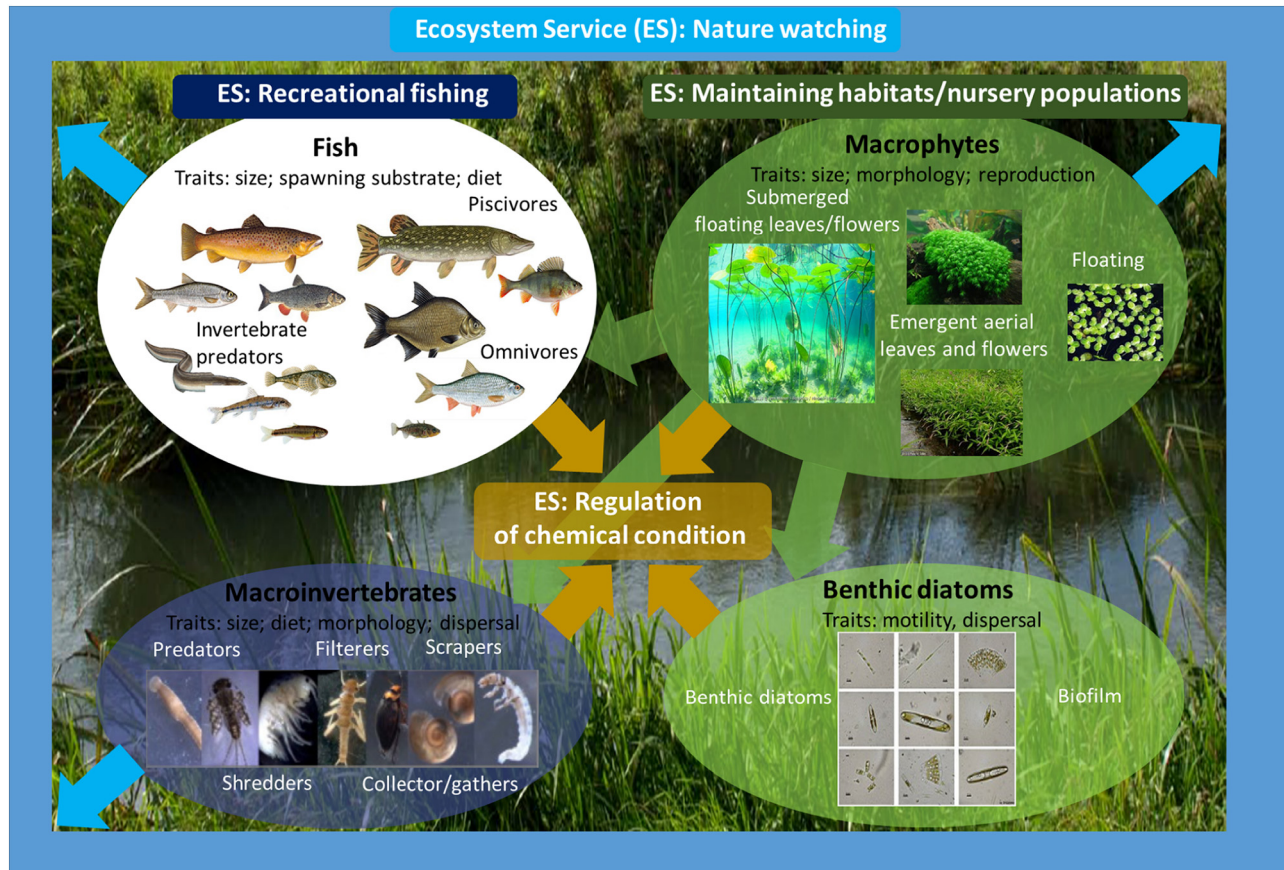 Ecosystem Service (ES): Nature watching
ES: Recreational fishing
ES: Maintaining habitats/nursery populations
Fish
Traits: size; spawning substrate; diet
Piscivores
Invertebrate
predators
Omnivores
Macrophytes
Traits: size; morphology; reproduction
Submerged
floating leaves/flowers
Floating
Emergent aerial
leaves and flowers
ES: Regulation
of chemical condition
Macroinvertebrates
Traits: size; diet; morphology; dispersal
Predators
Filterers
Scrapers
Shredders
Collector/gathers
Benthic diatoms
Traits: motility, dispersal
Benthic diatoms
Biofilm